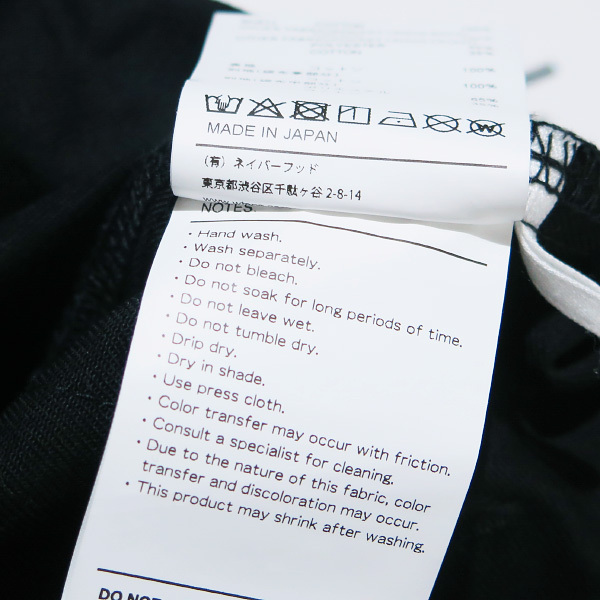 100%
100%
MADE IN JAPAN
(有) ネイバーフッド
東京都渋谷区千駄ヶ谷 2-8-14
NOTES
・Hand wash.
・Wash separately.
・Do not bleach.
・Do not soak for long periods of time.
・Do not leave wet.
・Do not tumble dry.
・Drip dry.
・Dry in shade.
・Use press cloth.
・Color transfer may occur with friction.
・Consult a specialist for cleaning.
・Due to the nature of this fabric, color
transfer and discoloration may occur.
・This product may shrink after washing.
DO NOT